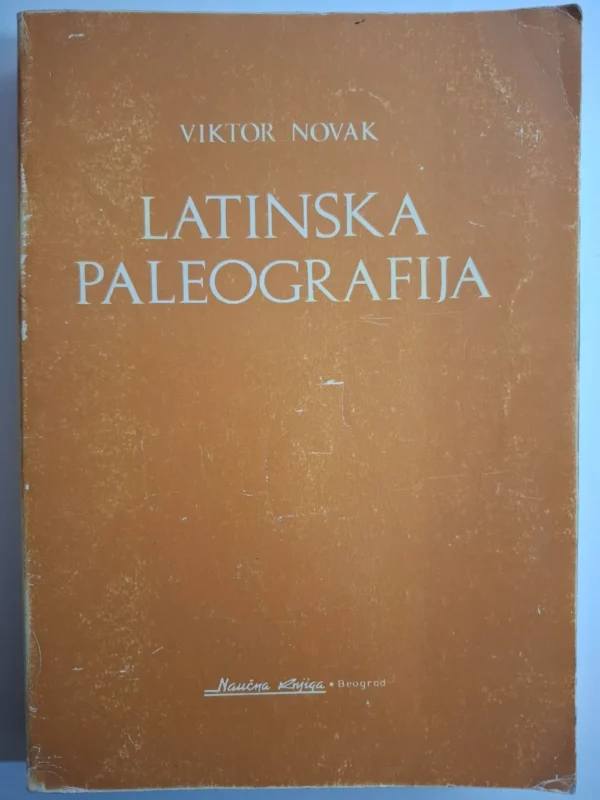 VIKTOR NOVAK
LATINSKA
PALEOGRAFIJA
Naučna Knjiga • Beograd